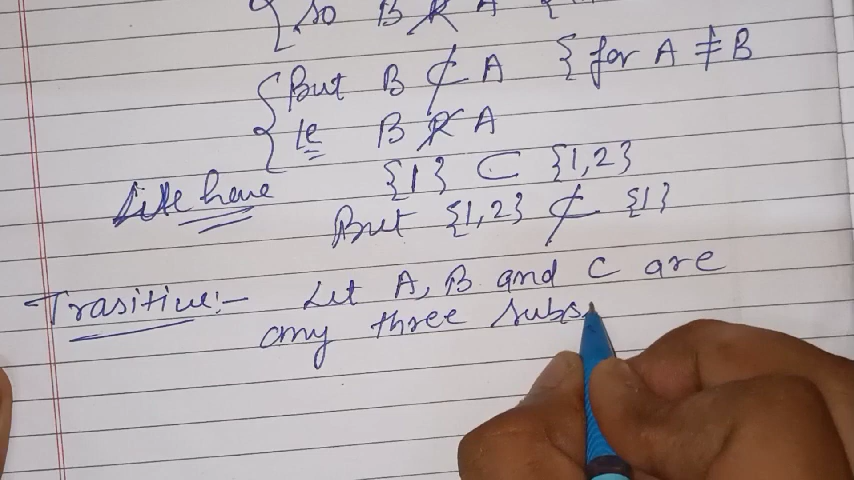 so B R̸ A {
But B ⊄ A { for A ≠ B
ie B R̸ A
Like have {1} ⊂ {1,2}
But {1,2} ⊄ {1}
Trasitive:- Let A, B and C are
any three subs